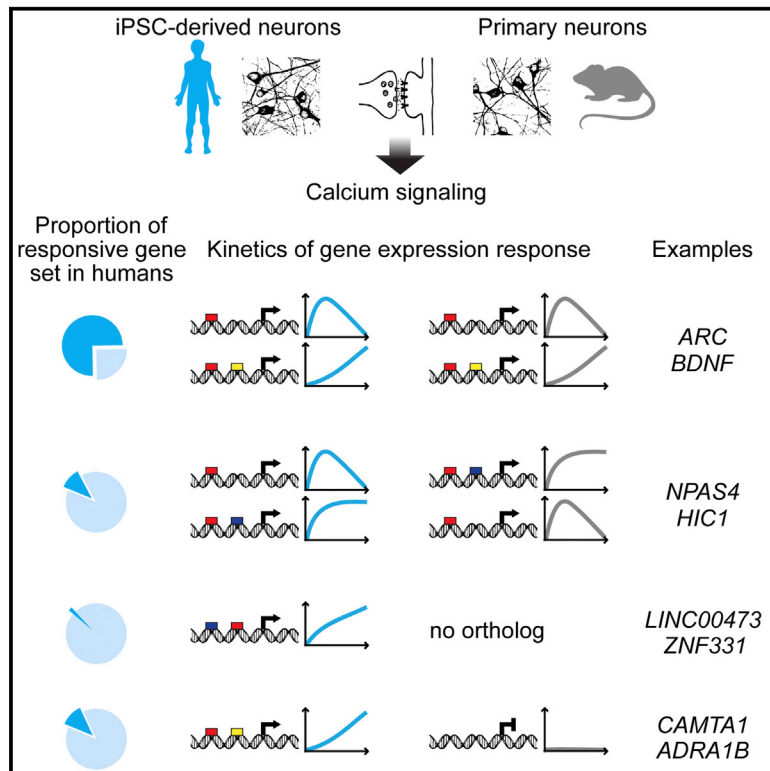 iPSC-derived neurons
Primary neurons
Calcium signaling
Proportion of
responsive gene
set in humans
Kinetics of gene expression response
Examples
ARC
BDNF
NPAS4
HIC1
no ortholog
LINC00473
ZNF331
CAMTA1
ADRA1B